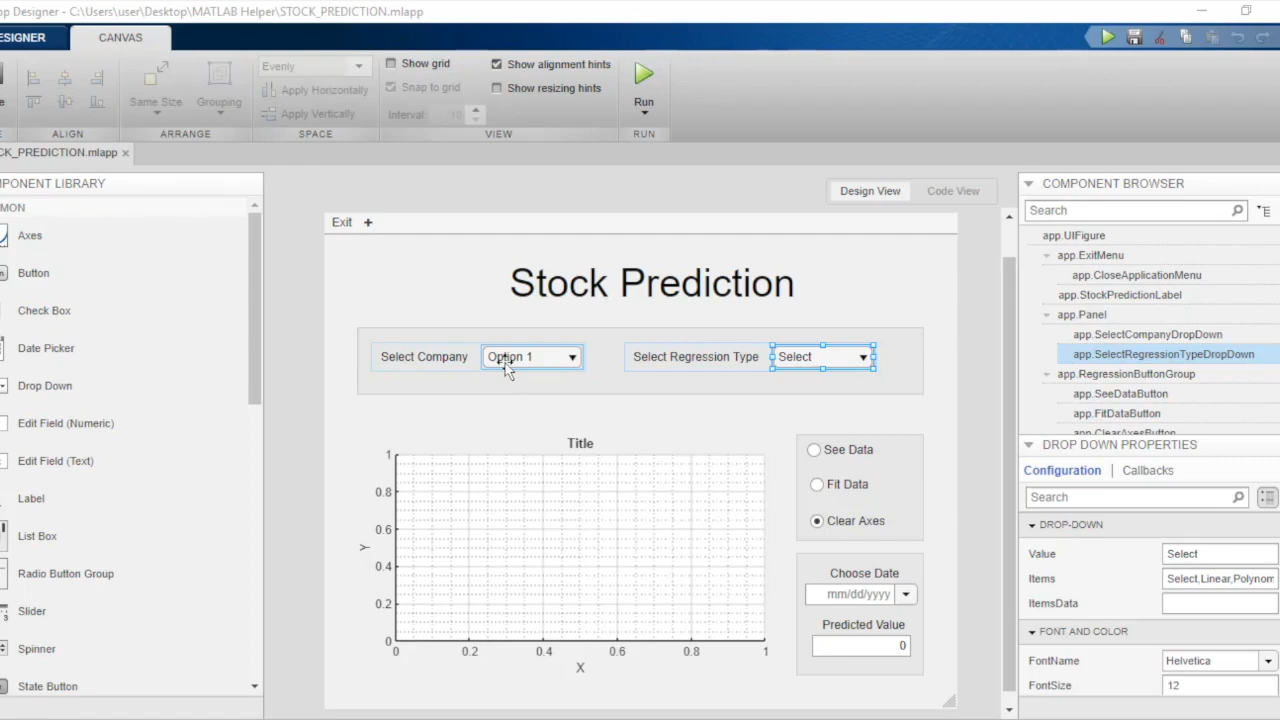 pp Designer - C:\Users\user\Desktop\MATLAB Helper\STOCK_PREDICTION.mlapp
ESIGNER
CANVAS
Evenly
Show grid
Show alignment hints
Apply Horizontally
Snap to grid
Show resizing hints
Same Size
Grouping
Run
Apply Vertically
Interval:
10
ALIGN
ARRANGE
SPACE
VIEW
RUN
CK_PREDICTION.mlapp ×
MPONENT LIBRARY
MON
Axes
Button
Check Box
Date Picker
Drop Down
Edit Field (Numeric)
Edit Field (Text)
Label
List Box
Radio Button Group
Slider
Spinner
State Button
Design View
Code View
Exit +
Stock Prediction
Select Company
Option 1
Select Regression Type
Select
Title
1
0.8
0.6
0.4
0.2
0
Y
0 0.2 0.4 0.6 0.8 1
X
See Data
Fit Data
Clear Axes
Choose Date
mm/dd/yyyy
Predicted Value
0
COMPONENT BROWSER
Search
app.UIFigure
app.ExitMenu
app.CloseApplicationMenu
app.StockPredictionLabel
app.Panel
app.SelectCompanyDropDown
app.SelectRegressionTypeDropDown
app.RegressionButtonGroup
app.SeeDataButton
app.FitDataButton
app.ClearAxesButton
DROP DOWN PROPERTIES
Configuration | Callbacks
Search
DROP-DOWN
Value
Select
Items
Select,Linear,Polynom
ItemsData
FONT AND COLOR
FontName
Helvetica
FontSize
12